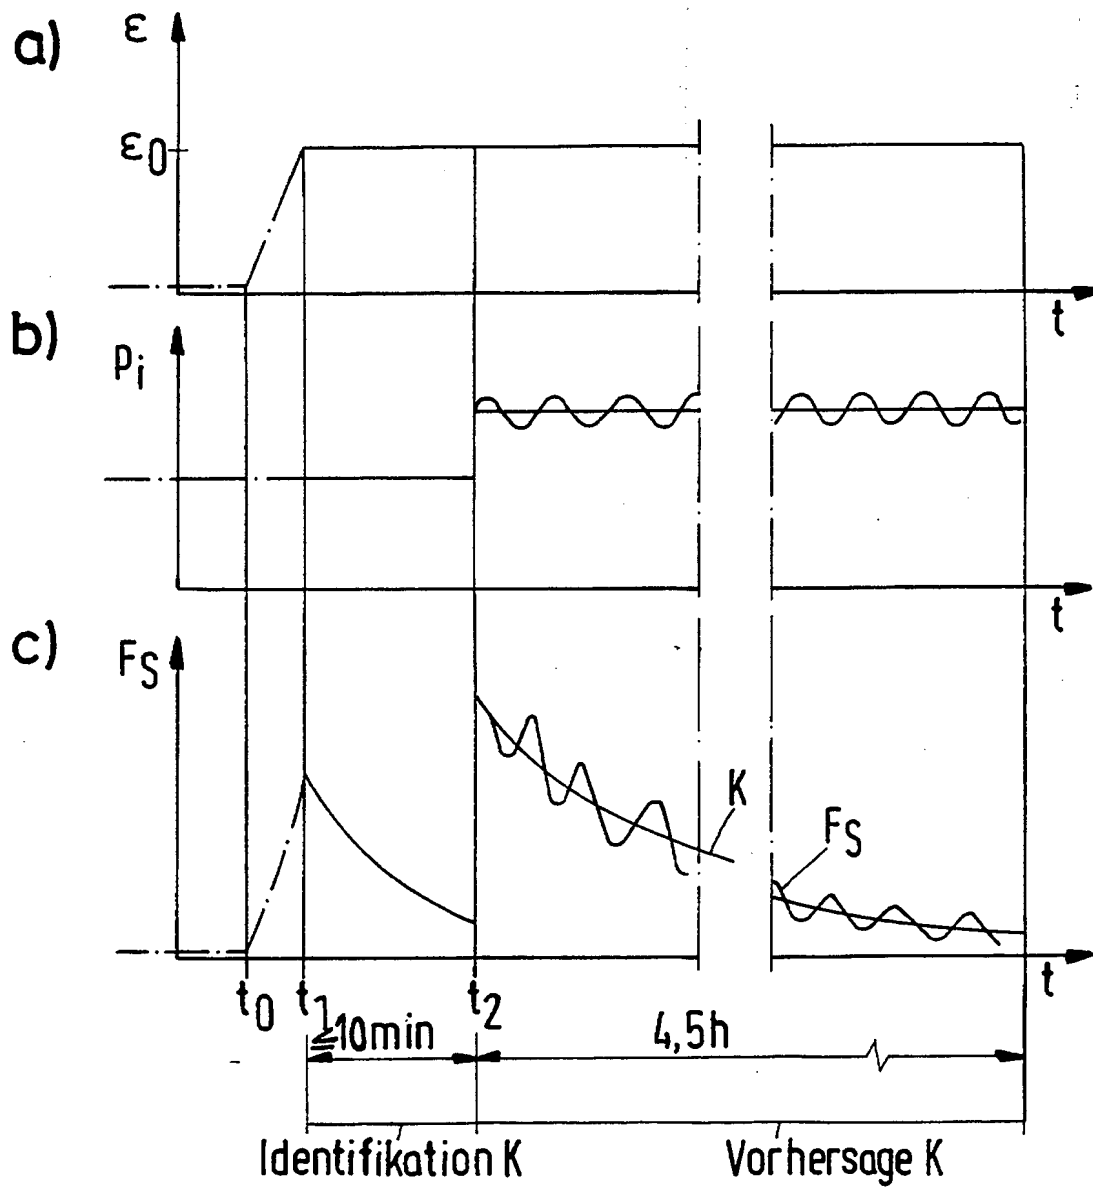 a)
ε
ε0
t
b)
pi
t
c)
FS
K
FS
t
t0 t1 t2
≧10min
4,5h
Identifikation K
Vorhersage K